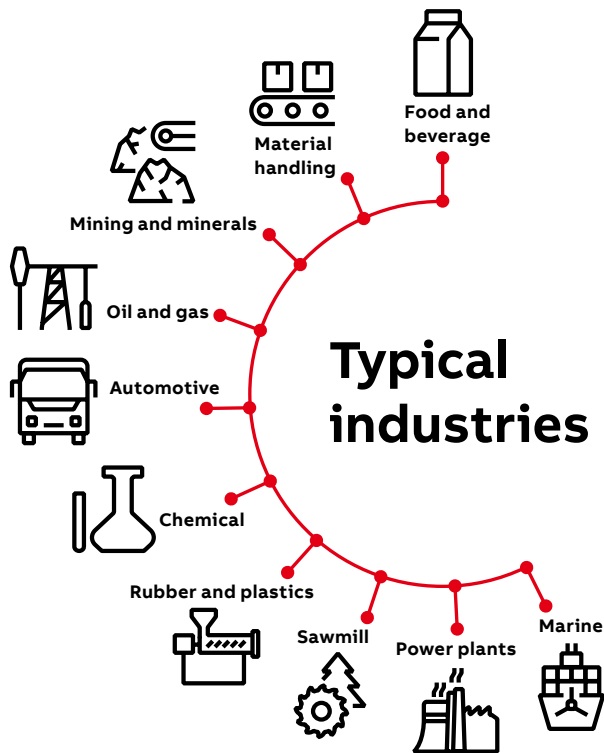 Food and
beverage
Material
handling
Mining and minerals
Oil and gas
Automotive
Typical
industries
Chemical
Rubber and plastics
Sawmill
Power plants
Marine